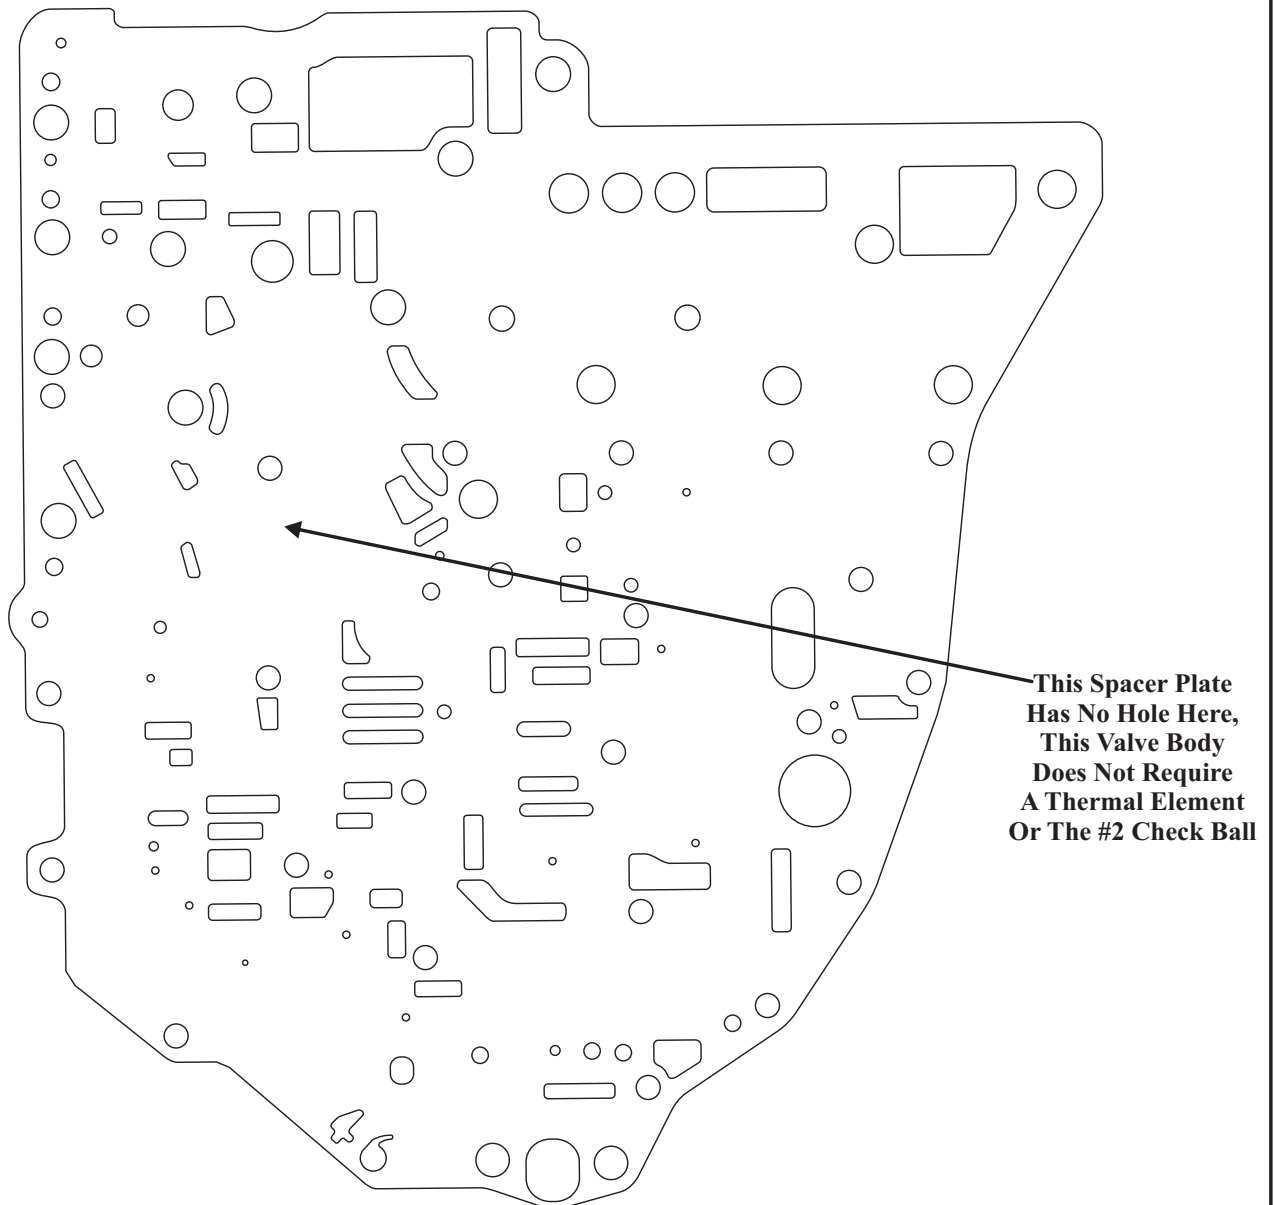 This Spacer Plate
Has No Hole Here,
This Valve Body
Does Not Require
A Thermal Element
Or The #2 Check Ball